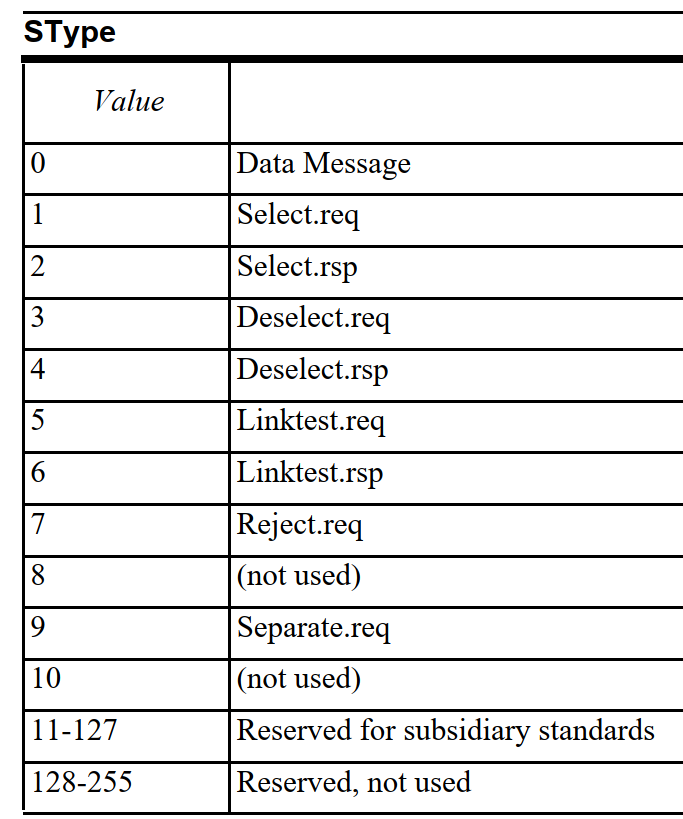 SType
Value
0 Data Message
1 Select.req
2 Select.rsp
3 Deselect.req
4 Deselect.rsp
5 Linktest.req
6 Linktest.rsp
7 Reject.req
8 (not used)
9 Separate.req
10 (not used)
11-127 Reserved for subsidiary standards
128-255 Reserved, not used